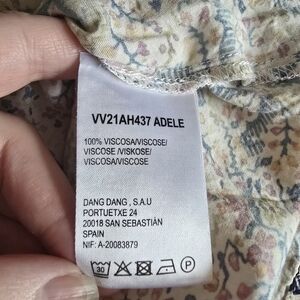 VV21AH437 ADELE
100% VISCOSA/VISCOSE/
VISCOSE /VISKOSE/
VISCOSA/VISCOSE
DANG DANG , S.A.U
PORTUETXE 24
20018 SAN SEBASTIÁN
SPAIN
NIF: A-20083879
30 P